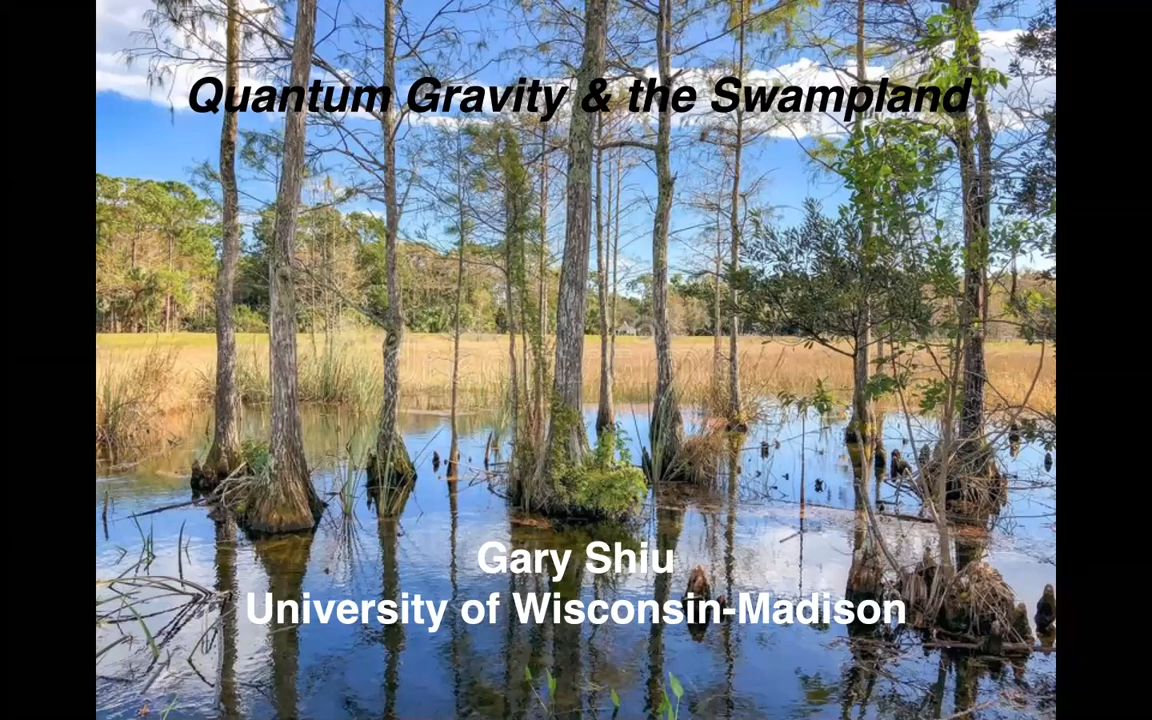 Quantum Gravity & the Swampland
Gary Shiu
University of Wisconsin-Madison